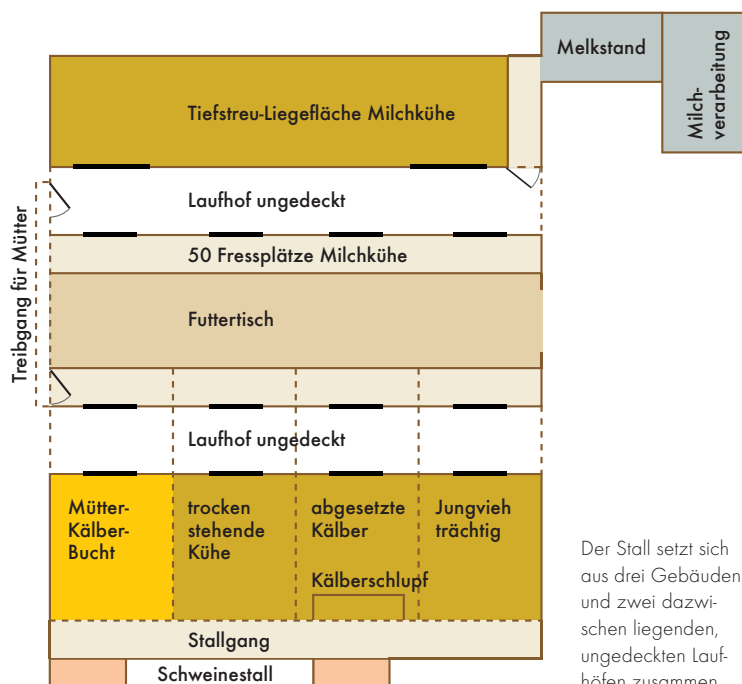 Melkstand
Milch-
verarbeitung
Tiefstreu-Liegefläche Milchkühe
Laufhof ungedeckt
50 Fressplätze Milchkühe
Treibgang für Mütter
Futtertisch
Laufhof ungedeckt
Mütter-
Kälber-
Bucht
trocken
stehende
Kühe
abgesetzte
Kälber
Kälberschlupf
Jungvieh
trächtig
Stallgang
Schweinestall
Der Stall setzt sich
aus drei Gebäuden
und zwei dazwi-
schen liegenden,
ungedeckten Lauf-
höfen zusammen